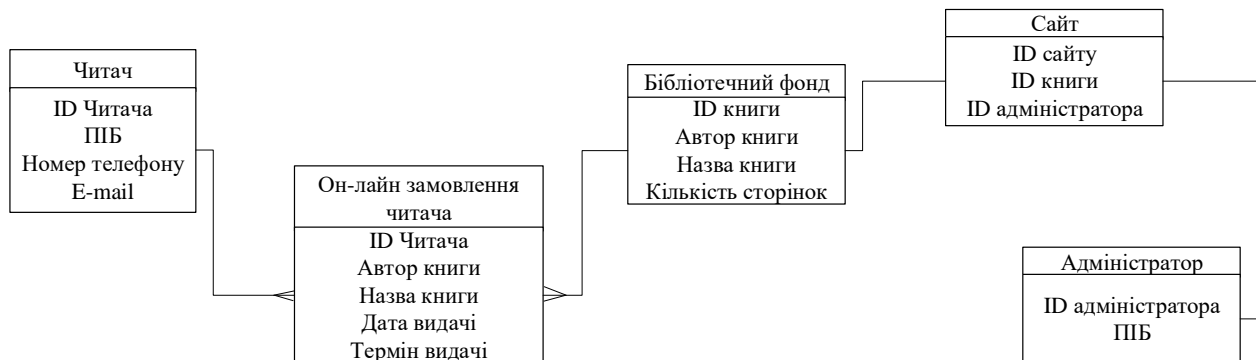 Читач
ID Читача
ПІБ
Номер телефону
E-mail
Он-лайн замовлення
читача
ID Читача
Автор книги
Назва книги
Дата видачі
Термін видачі
Бібліотечний фонд
ID книги
Автор книги
Назва книги
Кількість сторінок
Сайт
ID сайту
ID книги
ID адміністратора
Адміністратор
ID адміністратора
ПІБ